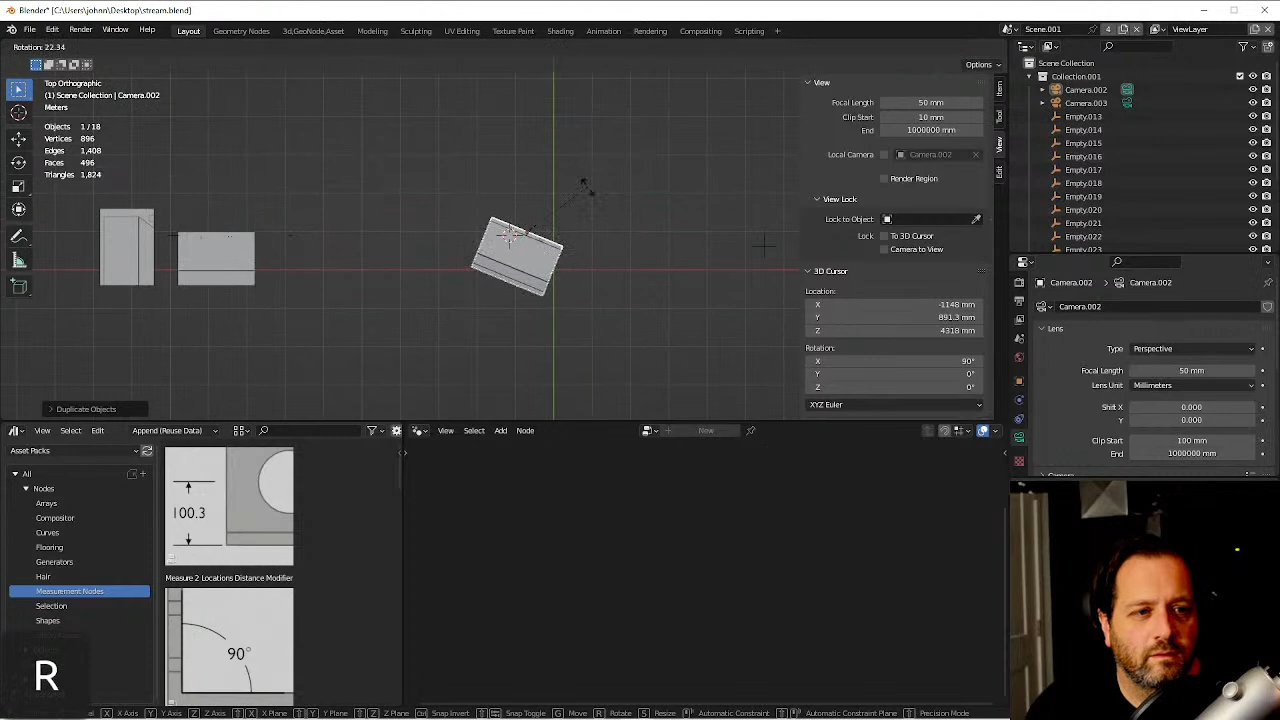 Blender* [C:\Users\john\Desktop\stream.blend]
File Edit Render Window Help Layout Geometry Nodes 3d,GeoNode,Asset Modeling Sculpting UV Editing Texture Paint Shading Animation Rendering Compositing Scripting + Scene.001 4 ViewLayer
Rotation: 22.34
Options
Top Orthographic
(1) Scene Collection | Camera.002
Meters
Objects 1/18
Vertices 896
Edges 1,408
Faces 496
Triangles 1,824
Duplicate Objects
View
Focal Length 50 mm
Clip Start 10 mm
End 1000000 mm
Local Camera Camera.002
Render Region
View Lock
Lock to Object
Lock To 3D Cursor
Camera to View
3D Cursor
Location:
X -1148 mm
Y 891.3 mm
Z 4318 mm
Rotation:
X 90°
Y 0°
Z 0°
XYZ Euler
Item
Tool
View
Edit
Scene Collection
Collection.001
Camera.002
Camera.003
Empty.013
Empty.014
Empty.015
Empty.016
Empty.017
Empty.018
Empty.019
Empty.020
Empty.021
Empty.022
Empty.023
Camera.002 Camera.002
Camera.002
Lens
Type Perspective
Focal Length 50 mm
Lens Unit Millimeters
Shift X 0.000
Y 0.000
Clip Start 100 mm
End 1000000 mm
View Select Edit Append (Reuse Data)
Asset Packs
All
Nodes
Arrays
Compositor
Curves
Flooring
Generators
Hair
Measurement Nodes
Selection
Shapes
100.3
Measure 2 Locations Distance Modifier
90°
View Select Add Node New
R
X Axis Y Axis Z Axis X Plane Y Plane Z Plane Snap Invert Snap Toggle G Move R Rotate S Resize Automatic Constraint Automatic Constraint Precision Mode